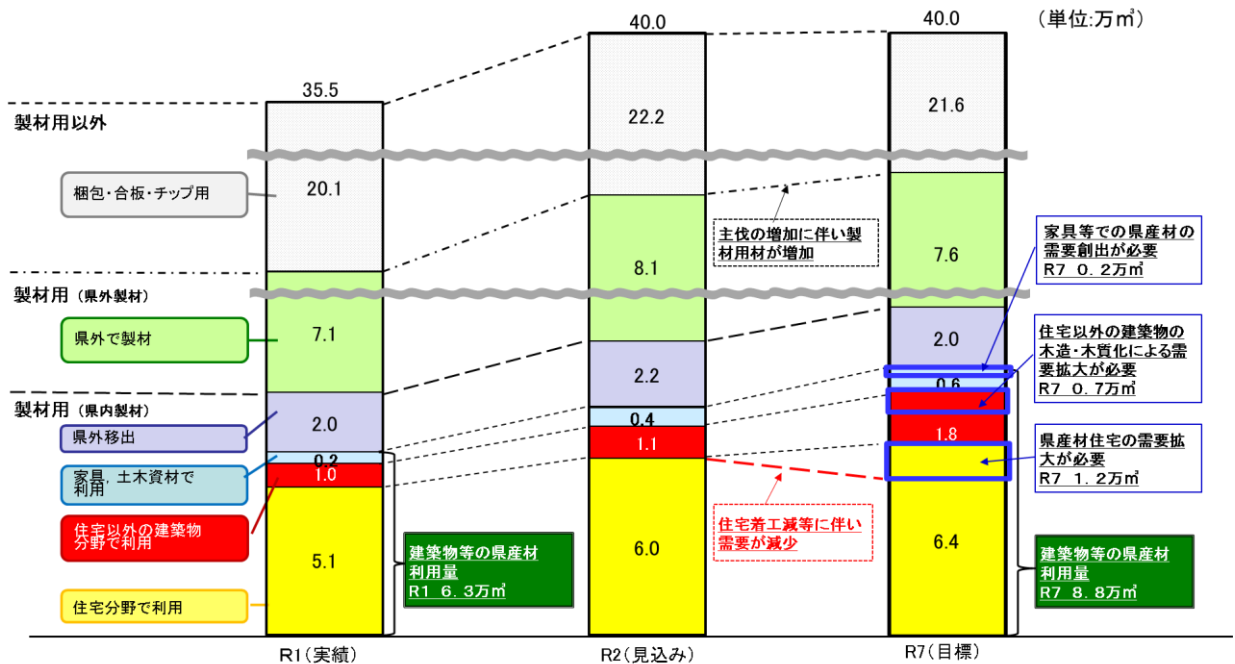 (単位:万㎥)
35.5
40.0
40.0
製材用以外
梱包・合板・チップ用
20.1
22.2
21.6
主伐の増加に伴い製
材用材が増加
製材用(県外製材)
県外で製材
7.1
8.1
7.6
製材用(県内製材)
県外移出
2.0
2.2
2.0
家具, 土木資材で
利用
0.2
0.4
0.6
住宅以外の建築物
分野で利用
1.0
1.1
1.8
住宅分野で利用
5.1
6.0
6.4
建築物等の県産材
利用量
R1 6.3万㎥
住宅着工減等に伴い
需要が減少
家具等での県産材の
需要創出が必要
R7 0.2万㎥
住宅以外の建築物の
木造・木質化による需
要拡大が必要
R7 0.7万㎥
県産材住宅の需要拡
大が必要
R7 1.2万㎥
建築物等の県産材
利用量
R7 8.8万㎥
R1(実績)
R2(見込み)
R7(目標)